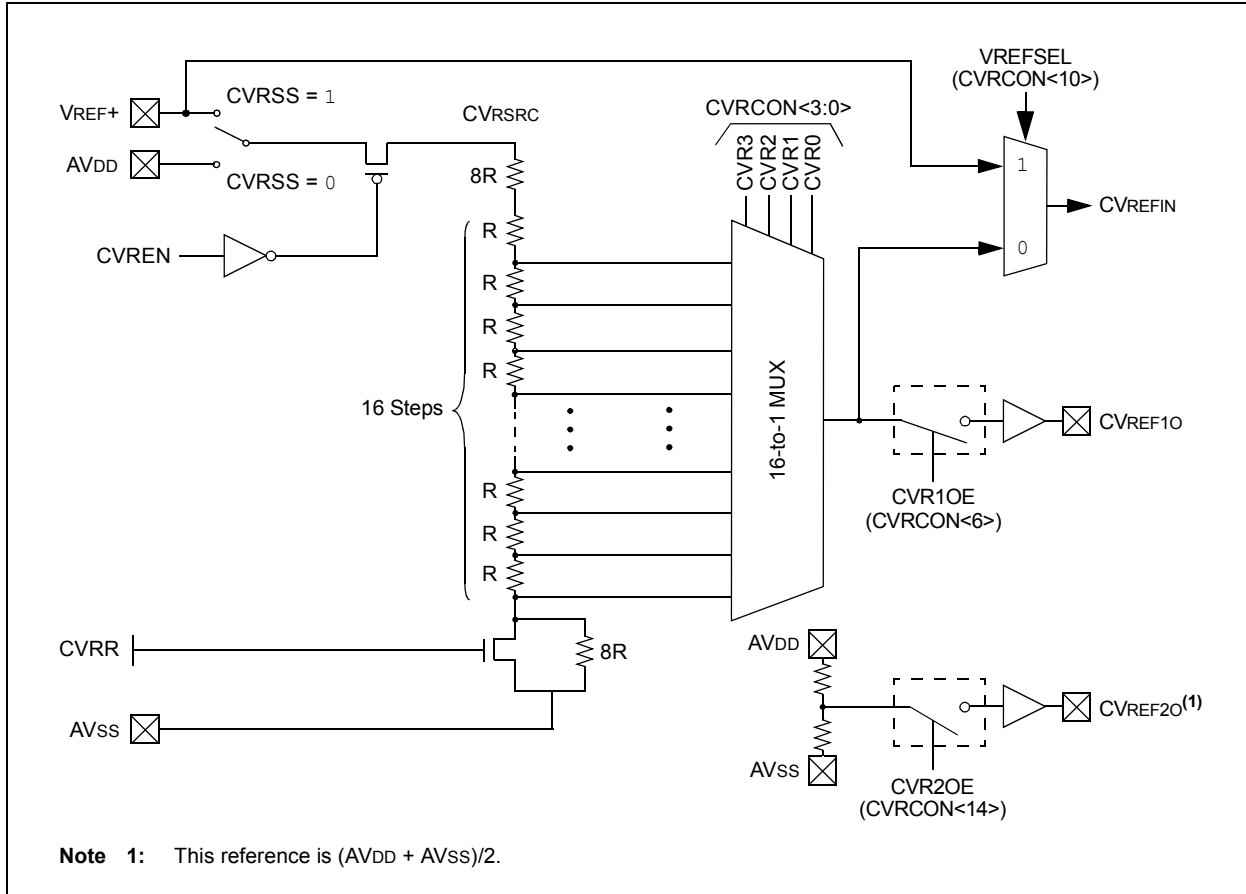 VREFSEL
(CVRCON<10>)
VREF+
CVRSS = 1
CVRSRC
CVRCON<3:0>
CVR3
CVR2
CVR1
CVR0
AVDD
CVRSS = 0
8R
1
CVREFIN
CVREN
R
0
R
R
R
16 Steps
16-to-1 MUX
CVREF1O
R
CVR1OE
(CVRCON<6>)
R
R
CVRR
8R
AVDD
CVREF2O(1)
AVSS
AVSS
CVR2OE
(CVRCON<14>)
Note 1: This reference is (AVDD + AVSS)/2.